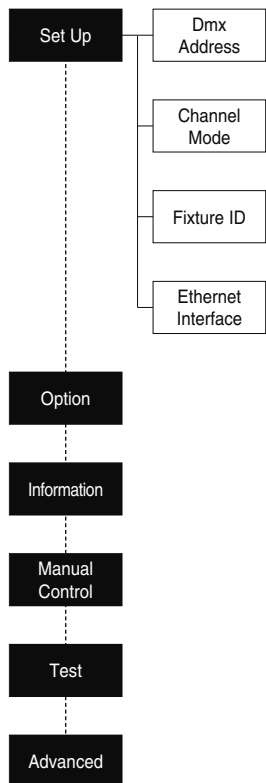 Set Up
Dmx
Address
Channel
Mode
Fixture ID
Ethernet
Interface
Option
Information
Manual
Control
Test
Advanced